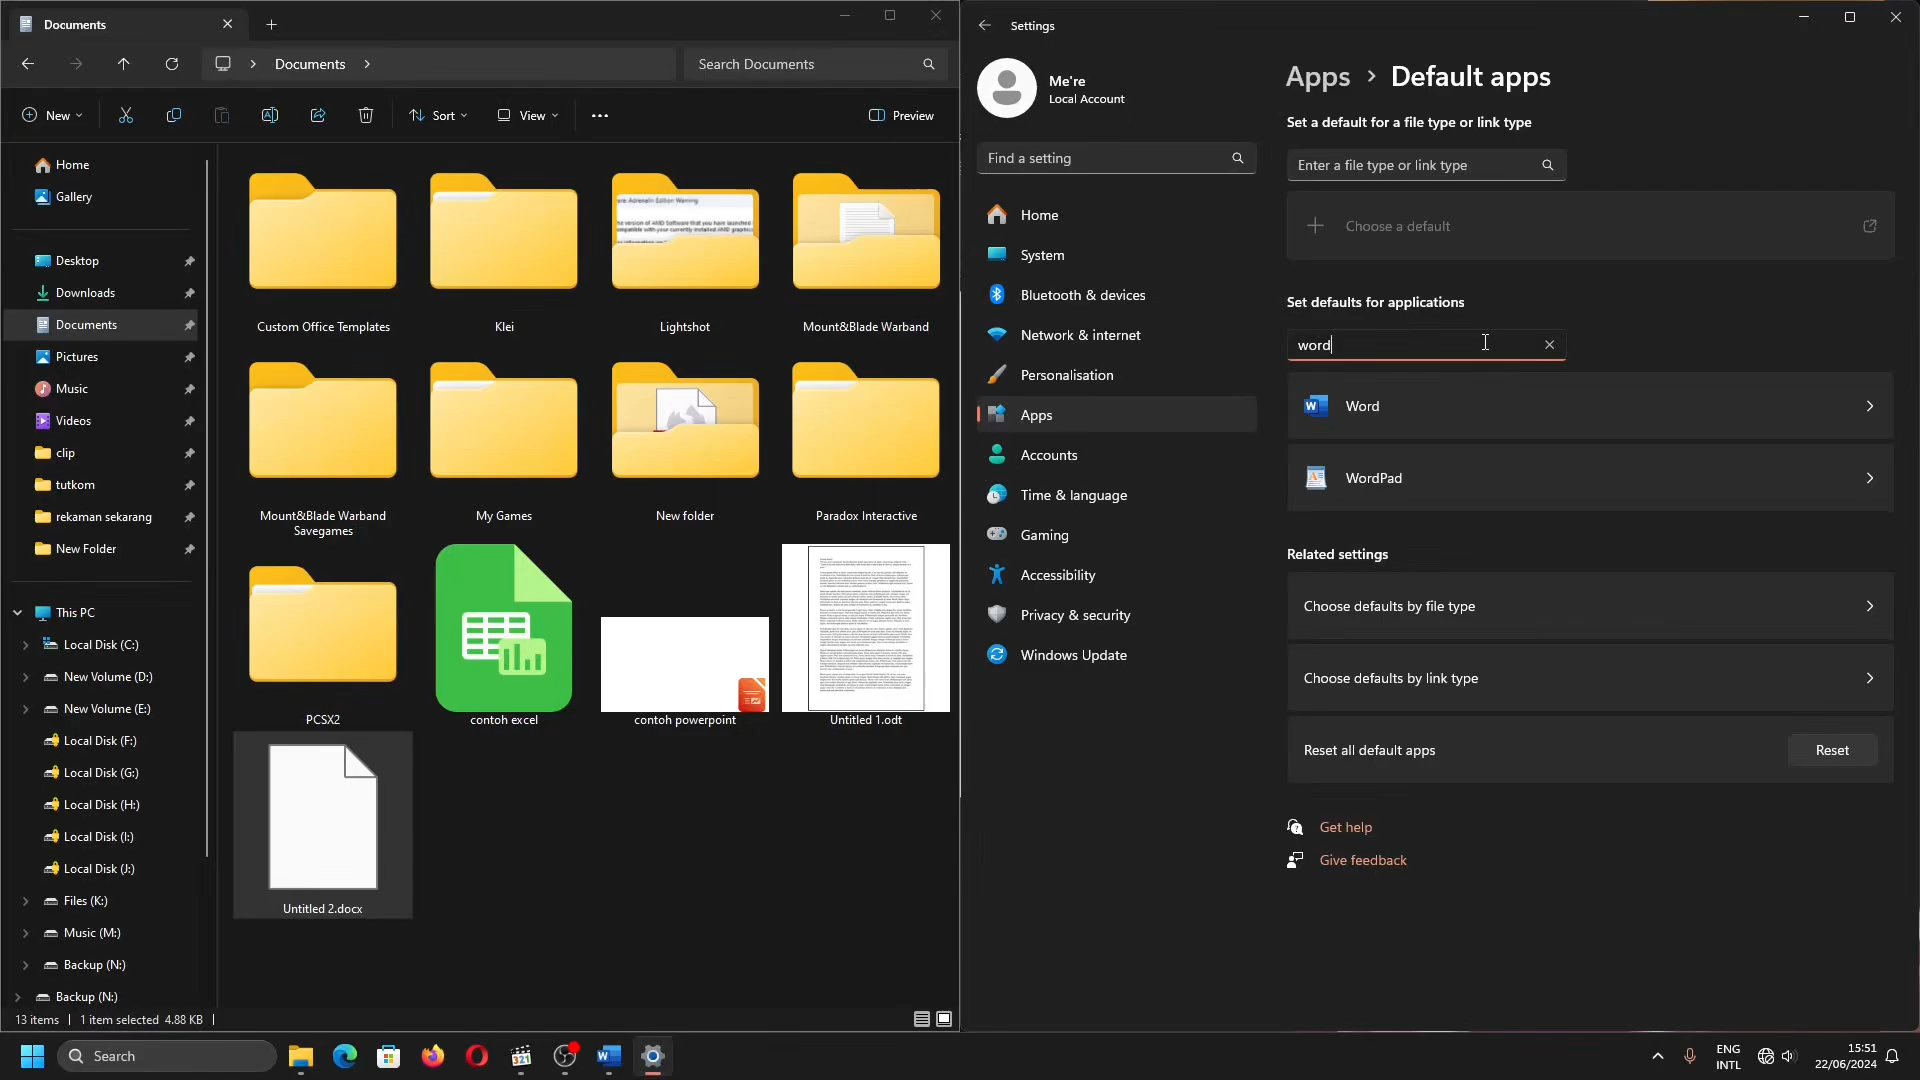 Documents
Documents
Search Documents
New
Sort
View
Preview
Home
Gallery
Desktop
Downloads
Documents
Pictures
Music
Videos
clip
tutkom
rekaman sekarang
New Folder
This PC
Local Disk (C:)
New Volume (D:)
New Volume (E:)
Local Disk (F:)
Local Disk (G:)
Local Disk (H:)
Local Disk (I:)
Local Disk (J:)
Files (K:)
Music (M:)
Backup (N:)
Backup (N:)
Custom Office Templates
Klei
Lightshot
Mount&Blade Warband
Mount&Blade Warband
Savegames
My Games
New folder
Paradox Interactive
PCSX2
contoh excel
contoh powerpoint
Untitled 1.odt
Untitled 2.docx
13 items
1 item selected 4.88 KB
Settings
Me're
Local Account
Find a setting
Home
System
Bluetooth & devices
Network & internet
Personalisation
Apps
Accounts
Time & language
Gaming
Accessibility
Privacy & security
Windows Update
Apps > Default apps
Set a default for a file type or link type
Enter a file type or link type
Choose a default
Set defaults for applications
word
Word
WordPad
Related settings
Choose defaults by file type
Choose defaults by link type
Reset all default apps
Reset
Get help
Give feedback
Search
321
ENG
INTL
15:51
22/06/2024